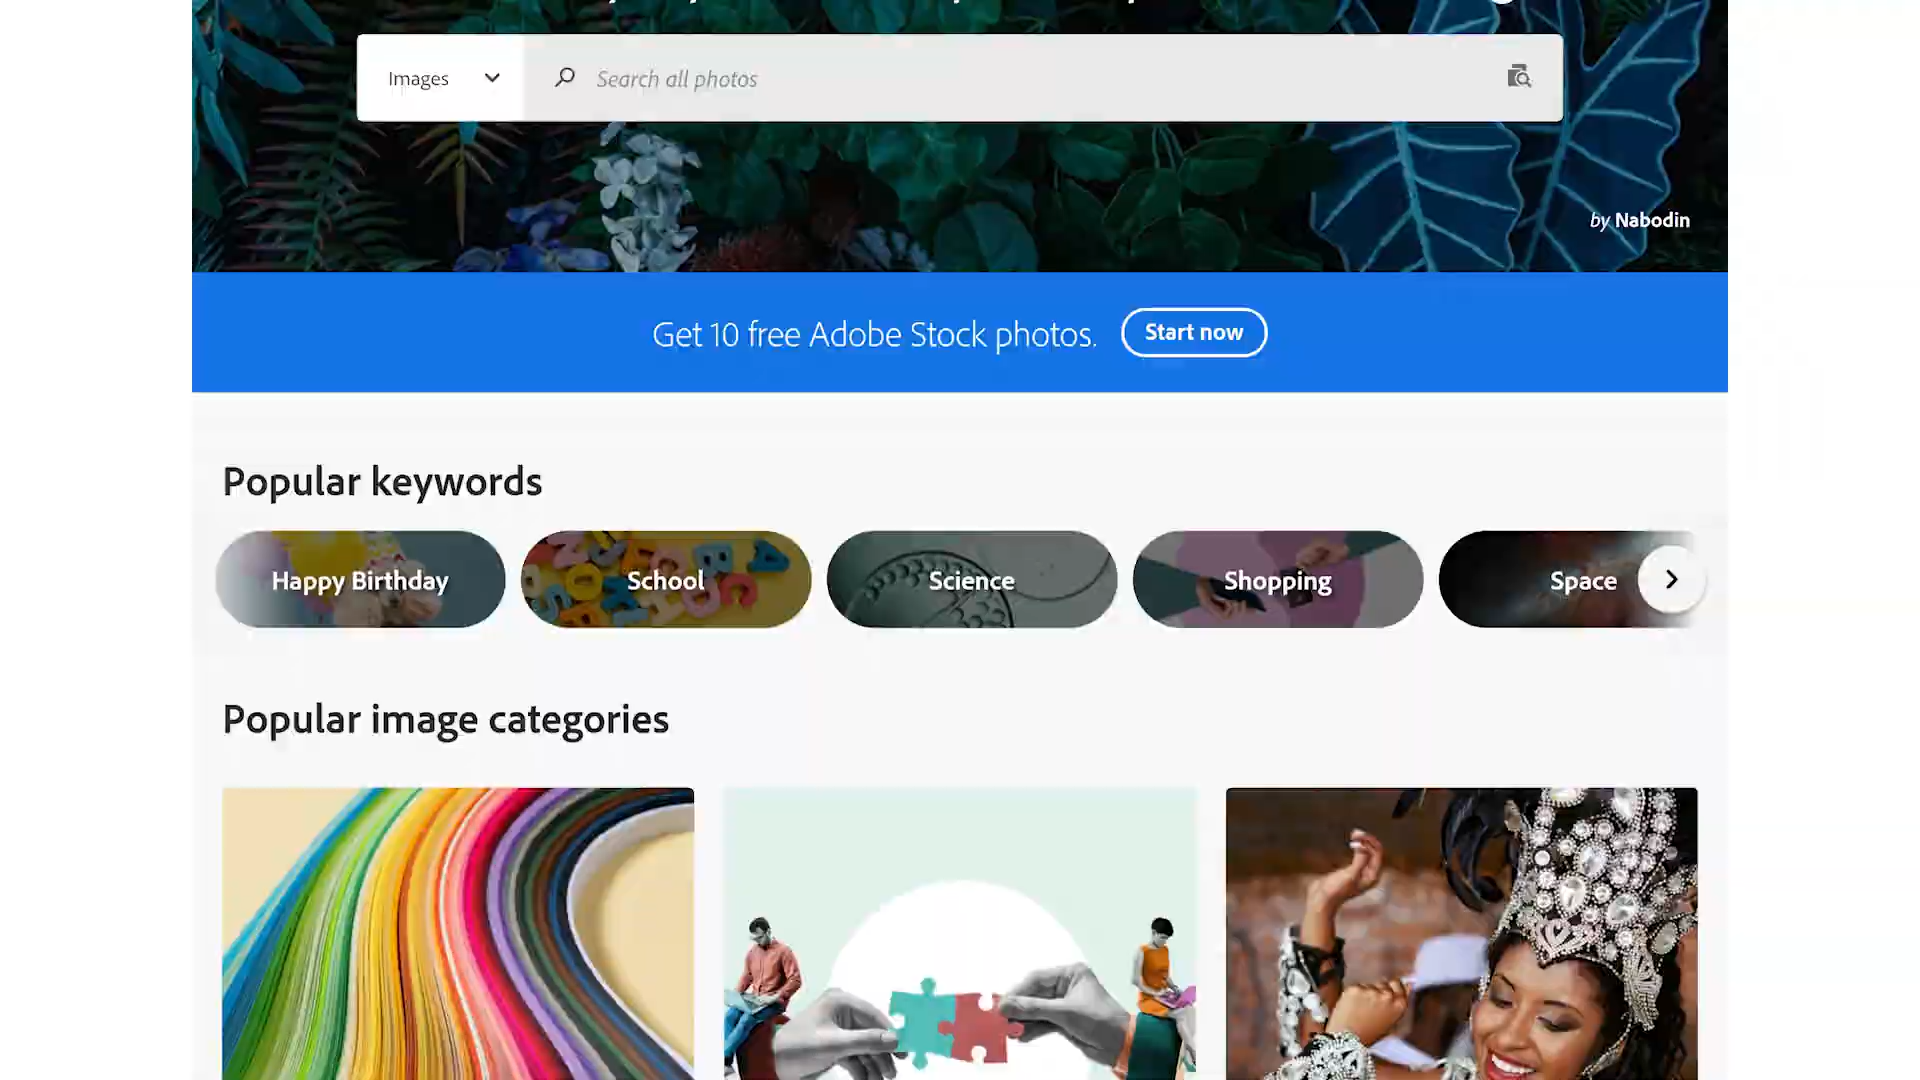 Images
Search all photos
by Nabodin
Get 10 free Adobe Stock photos.
Start now
Popular keywords
Happy Birthday
School
Science
Shopping
Space
Popular image categories